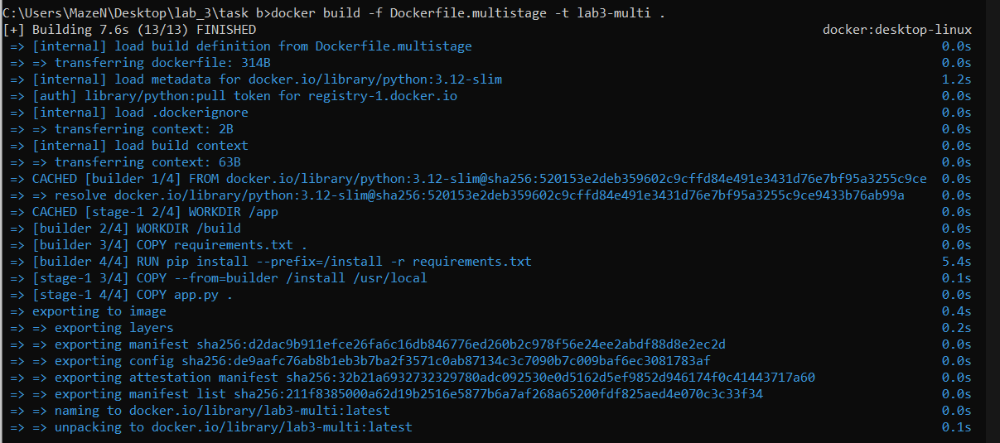 C:\Users\MazeN\Desktop\lab_3\task b>docker build -f Dockerfile.multistage -t lab3-multi .
[+] Building 7.6s (13/13) FINISHED docker:desktop-linux
=> [internal] load build definition from Dockerfile.multistage 0.0s
=> => transferring dockerfile: 314B 0.0s
=> [internal] load metadata for docker.io/library/python:3.12-slim 1.2s
=> [auth] library/python:pull token for registry-1.docker.io 0.0s
=> [internal] load .dockerignore 0.0s
=> => transferring context: 2B 0.0s
=> [internal] load build context 0.0s
=> => transferring context: 63B 0.0s
=> CACHED [builder 1/4] FROM docker.io/library/python:3.12-slim@sha256:520153e2deb359602c9cffd84e491e3431d76e7bf95a3255c9ce 0.0s
=> => resolve docker.io/library/python:3.12-slim@sha256:520153e2deb359602c9cffd84e491e3431d76e7bf95a3255c9ce9433b76ab99a 0.0s
=> CACHED [stage-1 2/4] WORKDIR /app 0.0s
=> [builder 2/4] WORKDIR /build 0.0s
=> [builder 3/4] COPY requirements.txt . 0.0s
=> [builder 4/4] RUN pip install --prefix=/install -r requirements.txt 5.4s
=> [stage-1 3/4] COPY --from=builder /install /usr/local 0.1s
=> [stage-1 4/4] COPY app.py . 0.0s
=> exporting to image 0.4s
=> => exporting layers 0.2s
=> => exporting manifest sha256:d2dac9b911efce26fa6c16db846776ed260b2c978f56e24ee2abdf88d8e2ec2d 0.0s
=> => exporting config sha256:de9aafc76ab8b1eb3b7ba2f3571c0ab87134c3c7090b7c009baf6ec3081783af 0.0s
=> => exporting attestation manifest sha256:32b21a6932732329780adc092530e0d5162d5ef9852d946174f0c41443717a60 0.0s
=> => exporting manifest list sha256:211f8385000a62d19b2516e5877b6a7af268a65200fdf825aed4e070c3c33f34 0.0s
=> => naming to docker.io/library/lab3-multi:latest 0.0s
=> => unpacking to docker.io/library/lab3-multi:latest 0.1s